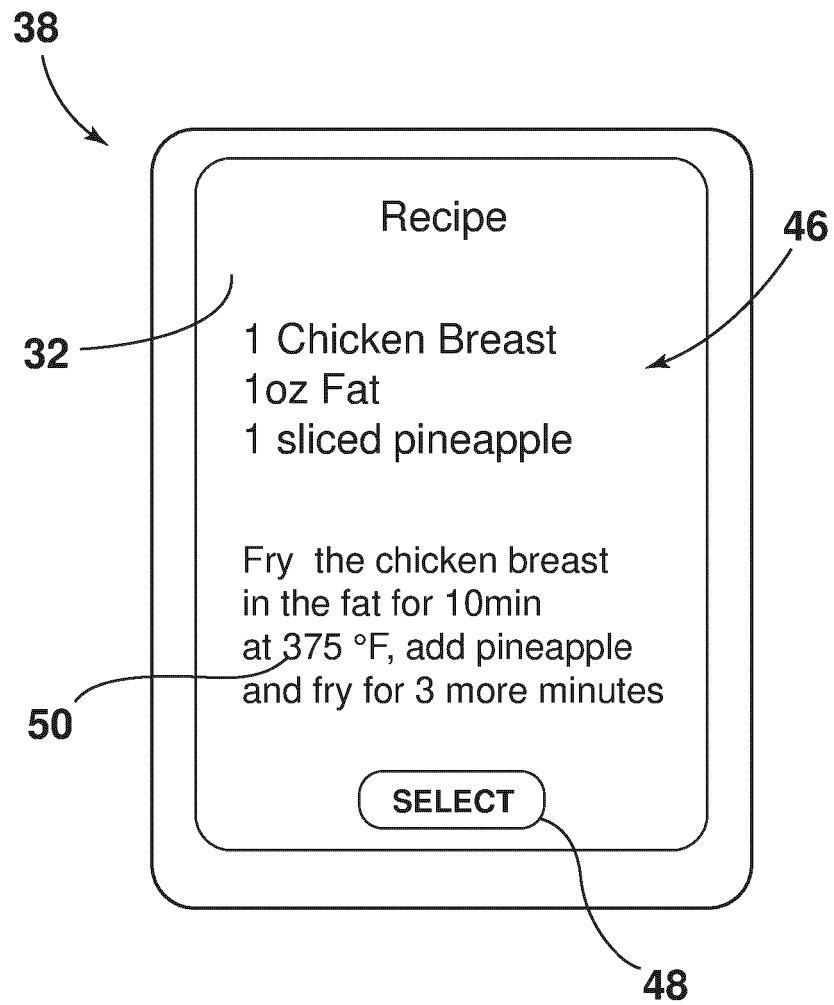 38
Recipe
46
1 Chicken Breast
32
1oz Fat
1 sliced pineapple
Fry the chicken breast
in the fat for 10min
at 375 °F, add pineapple
and fry for 3 more minutes
50
SELECT
48